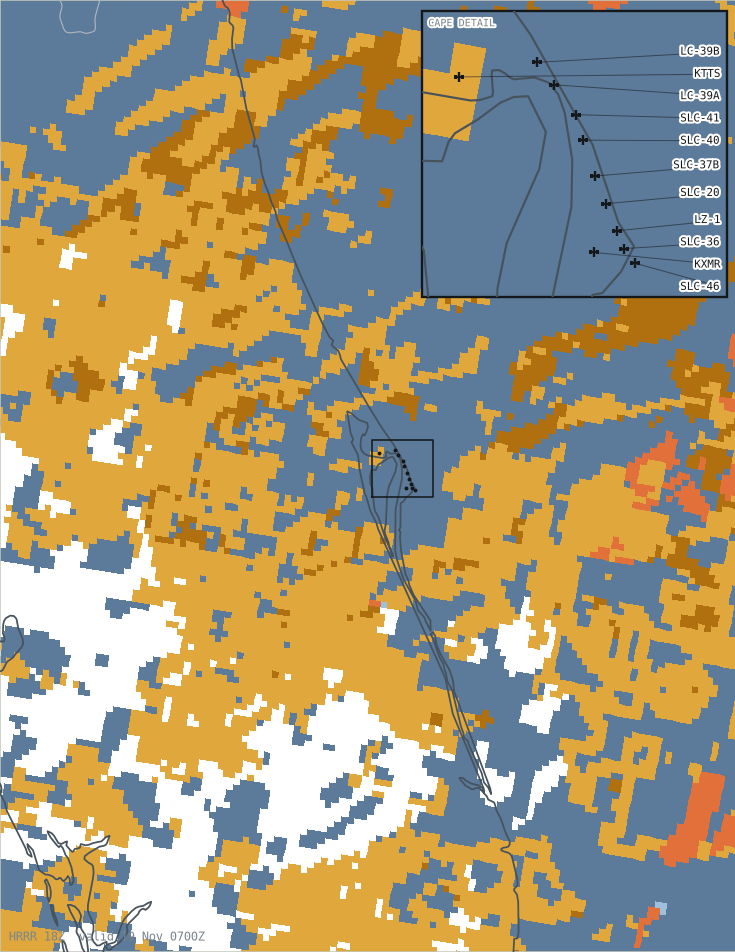 CAPE DETAIL
LC-39B
KTTS
LC-39A
SLC-41
SLC-40
SLC-37B
SLC-20
LZ-1
SLC-36
KXMR
SLC-46
HRRR Nov 0700Z